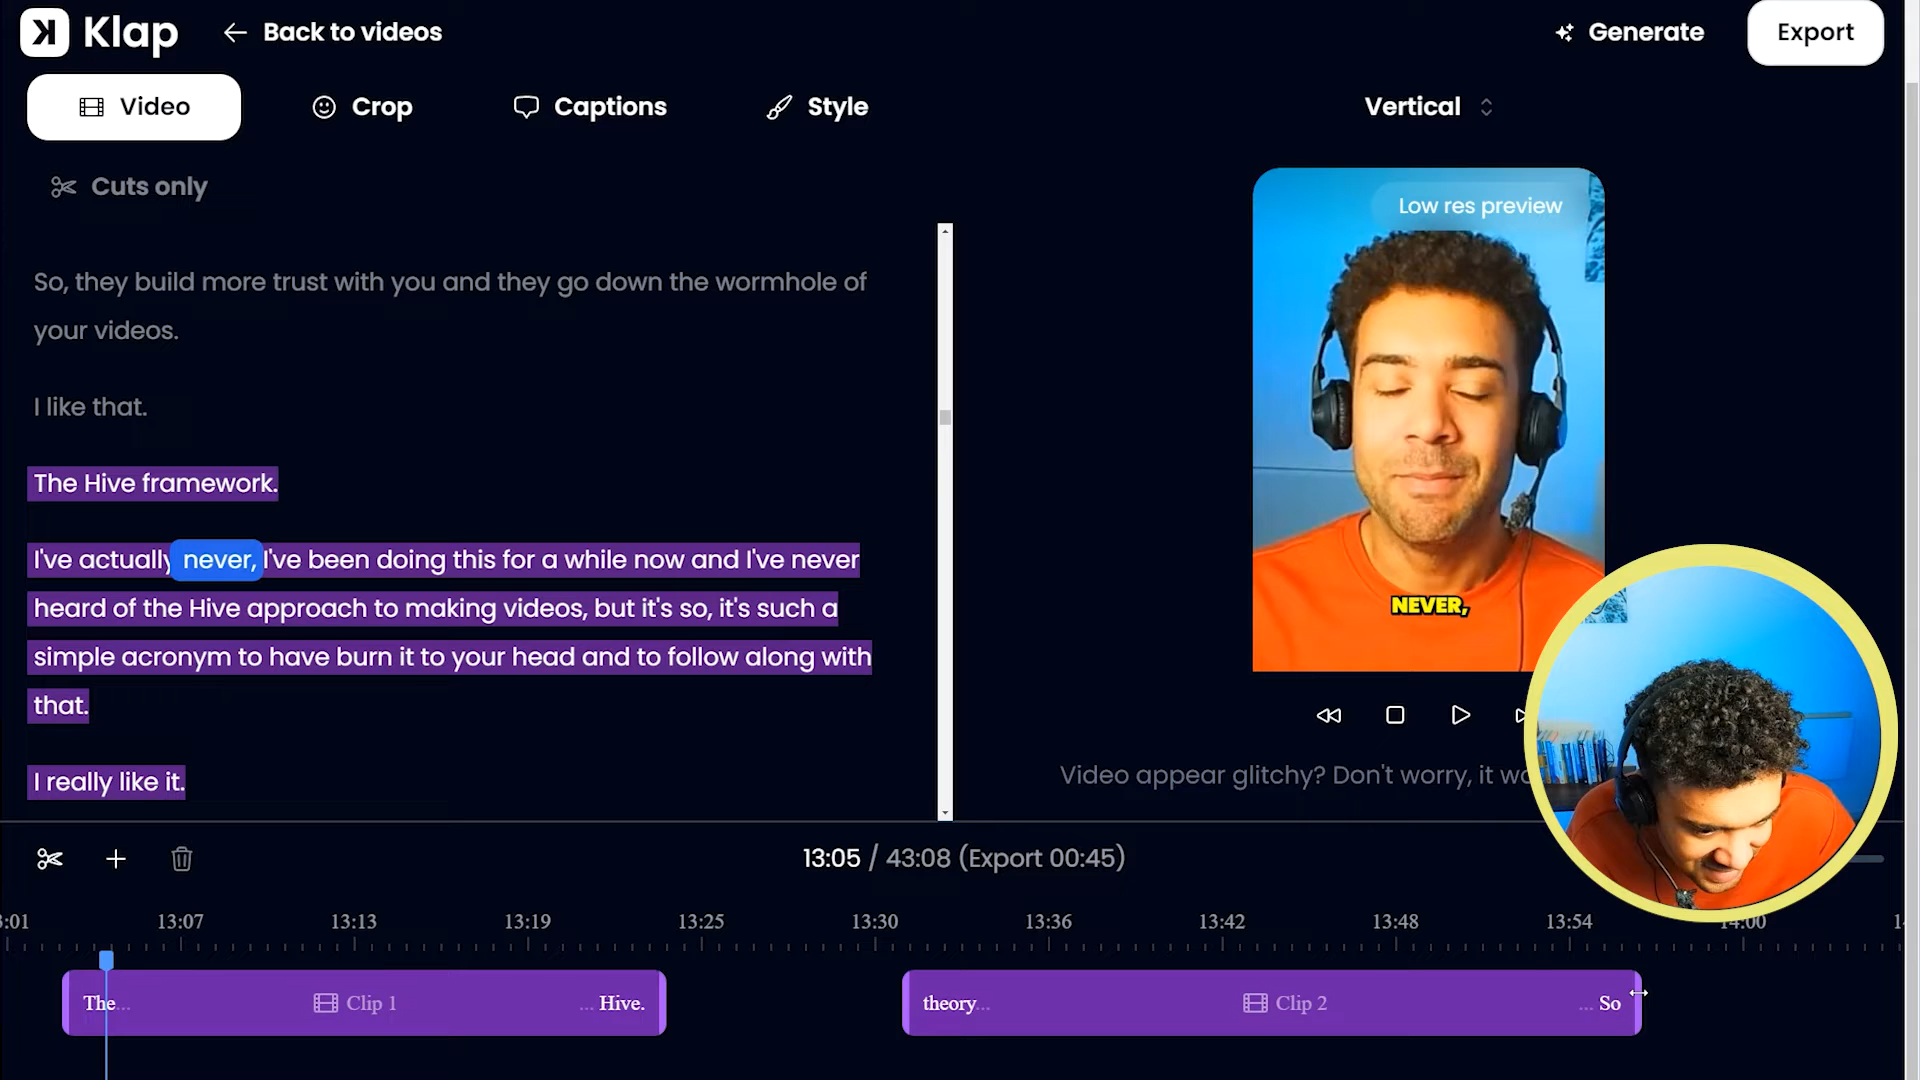 Klap
Back to videos
Generate
Export
Video
Crop
Captions
Style
Vertical
Cuts only
Low res preview
So, they build more trust with you and they go down the wormhole of
your videos.
I like that.
The Hive framework.
I've actually never, I've been doing this for a while now and I've never
heard of the Hive approach to making videos, but it's so, it's such a
simple acronym to have burn it to your head and to follow along with
that.
I really like it.
NEVER,
Video appear glitchy? Don't worry, it
13:05 / 43:08 (Export 00:45)
:01 13:07 13:13 13:19 13:25 13:30 13:36 13:42 13:48 13:54 14:00
The... Clip 1 ... Hive.
theory... Clip 2 ... So